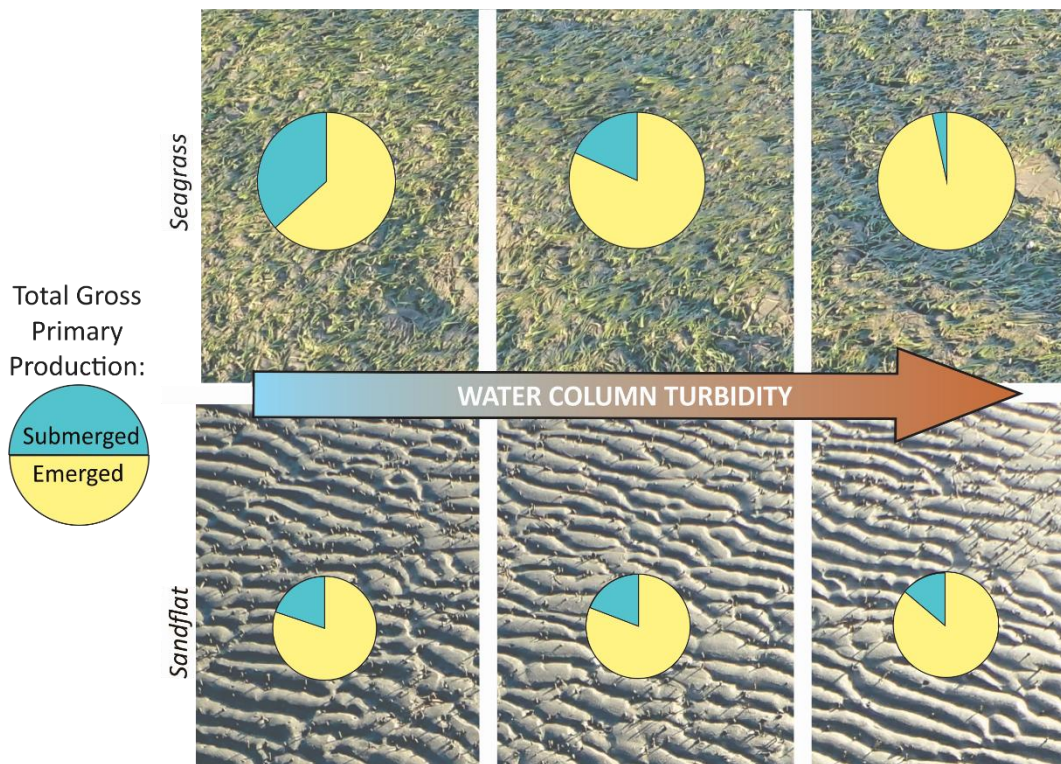 Seagrass
Total Gross
Primary
Production:
Submerged
Emerged
WATER COLUMN TURBIDITY
Sandflat